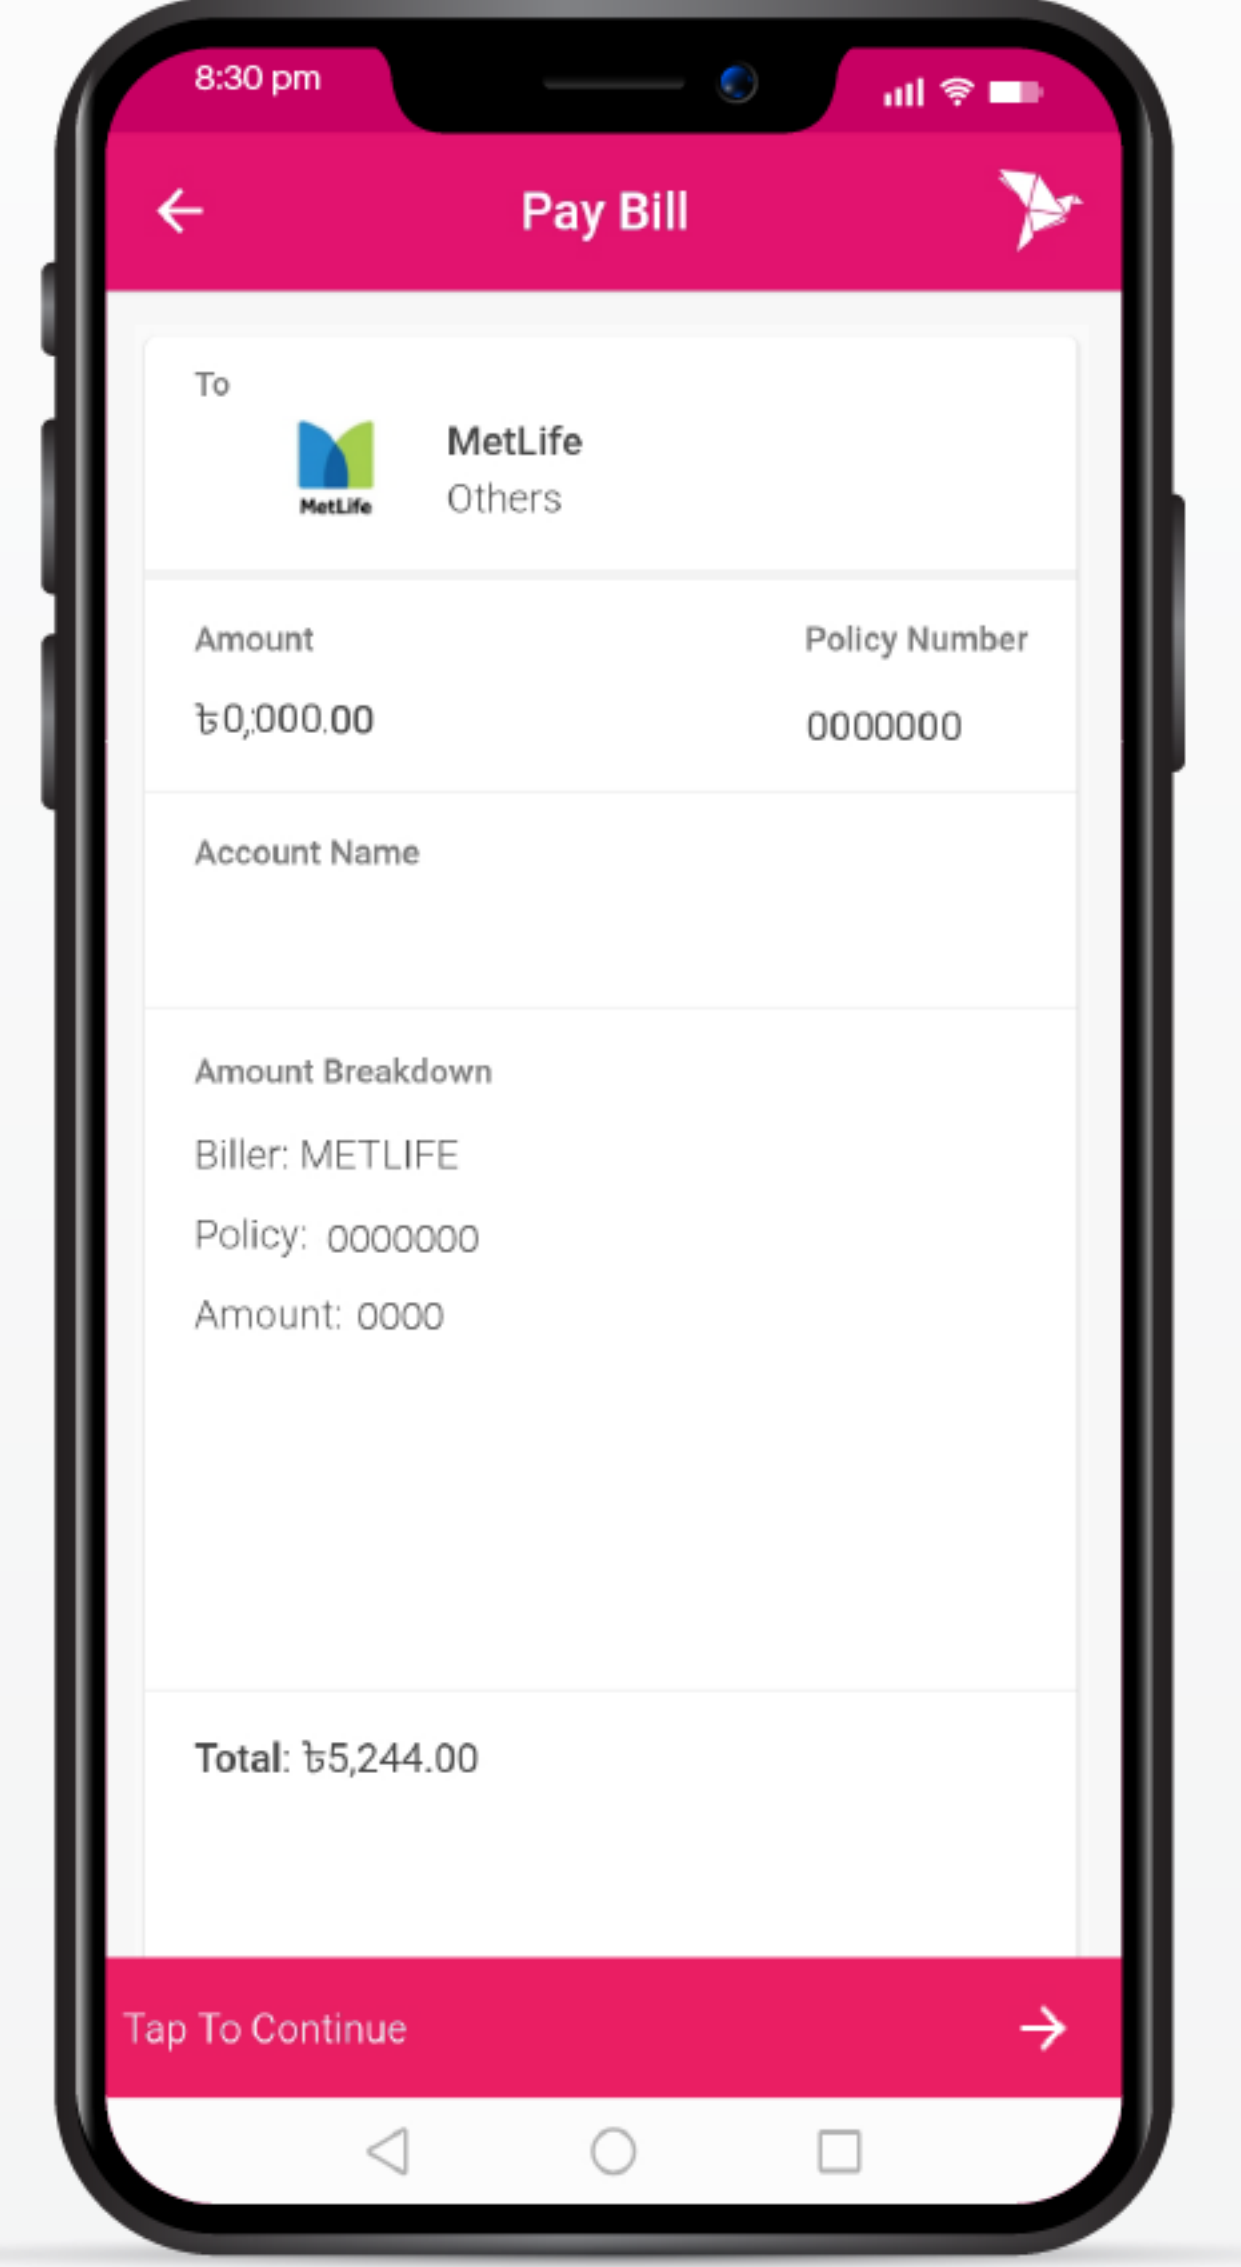 8:30 pm
Pay Bill
To
MetLife
MetLife
Others
Amount
Policy Number
৳0,000.00
0000000
Account Name
Amount Breakdown
Biller: METLIFE
Policy: 0000000
Amount: 0000
Total: ৳5,244.00
Tap To Continue